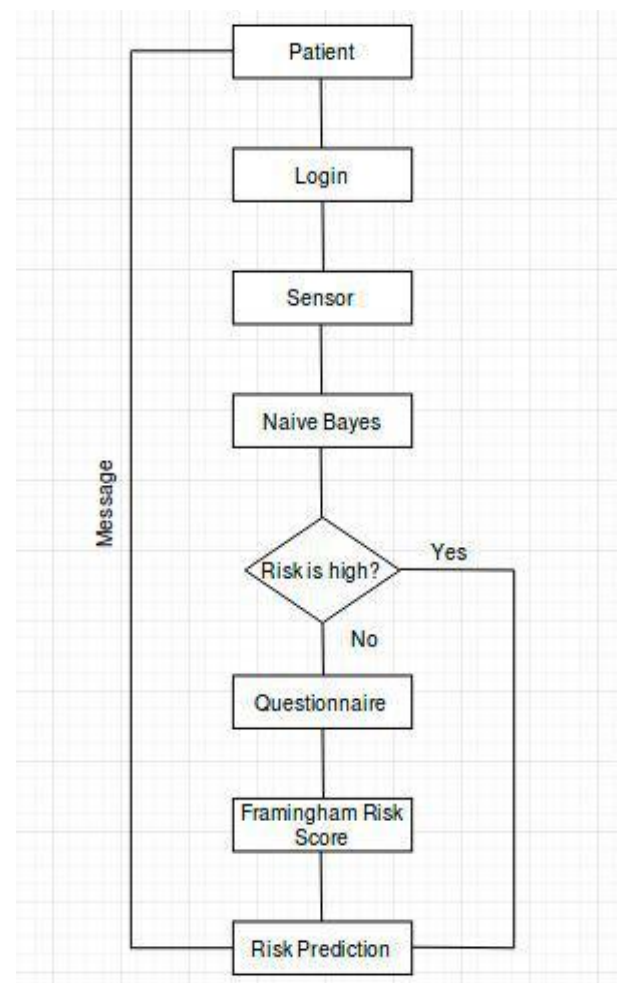 Patient
Login
Sensor
Naive Bayes
Message
Risk is high?
Yes
No
Questionnaire
Framingham Risk
Score
Risk Prediction